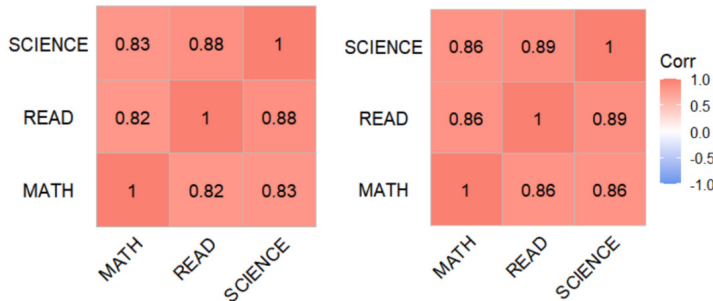 SCIENCE 0.83 0.88 1
READ 0.82 1 0.88
MATH 1 0.82 0.83
MATH READ SCIENCE
SCIENCE 0.86 0.89 1
READ 0.86 1 0.89
MATH 1 0.86 0.86
MATH READ SCIENCE
Corr
1.0
0.5
0.0
-0.5
-1.0